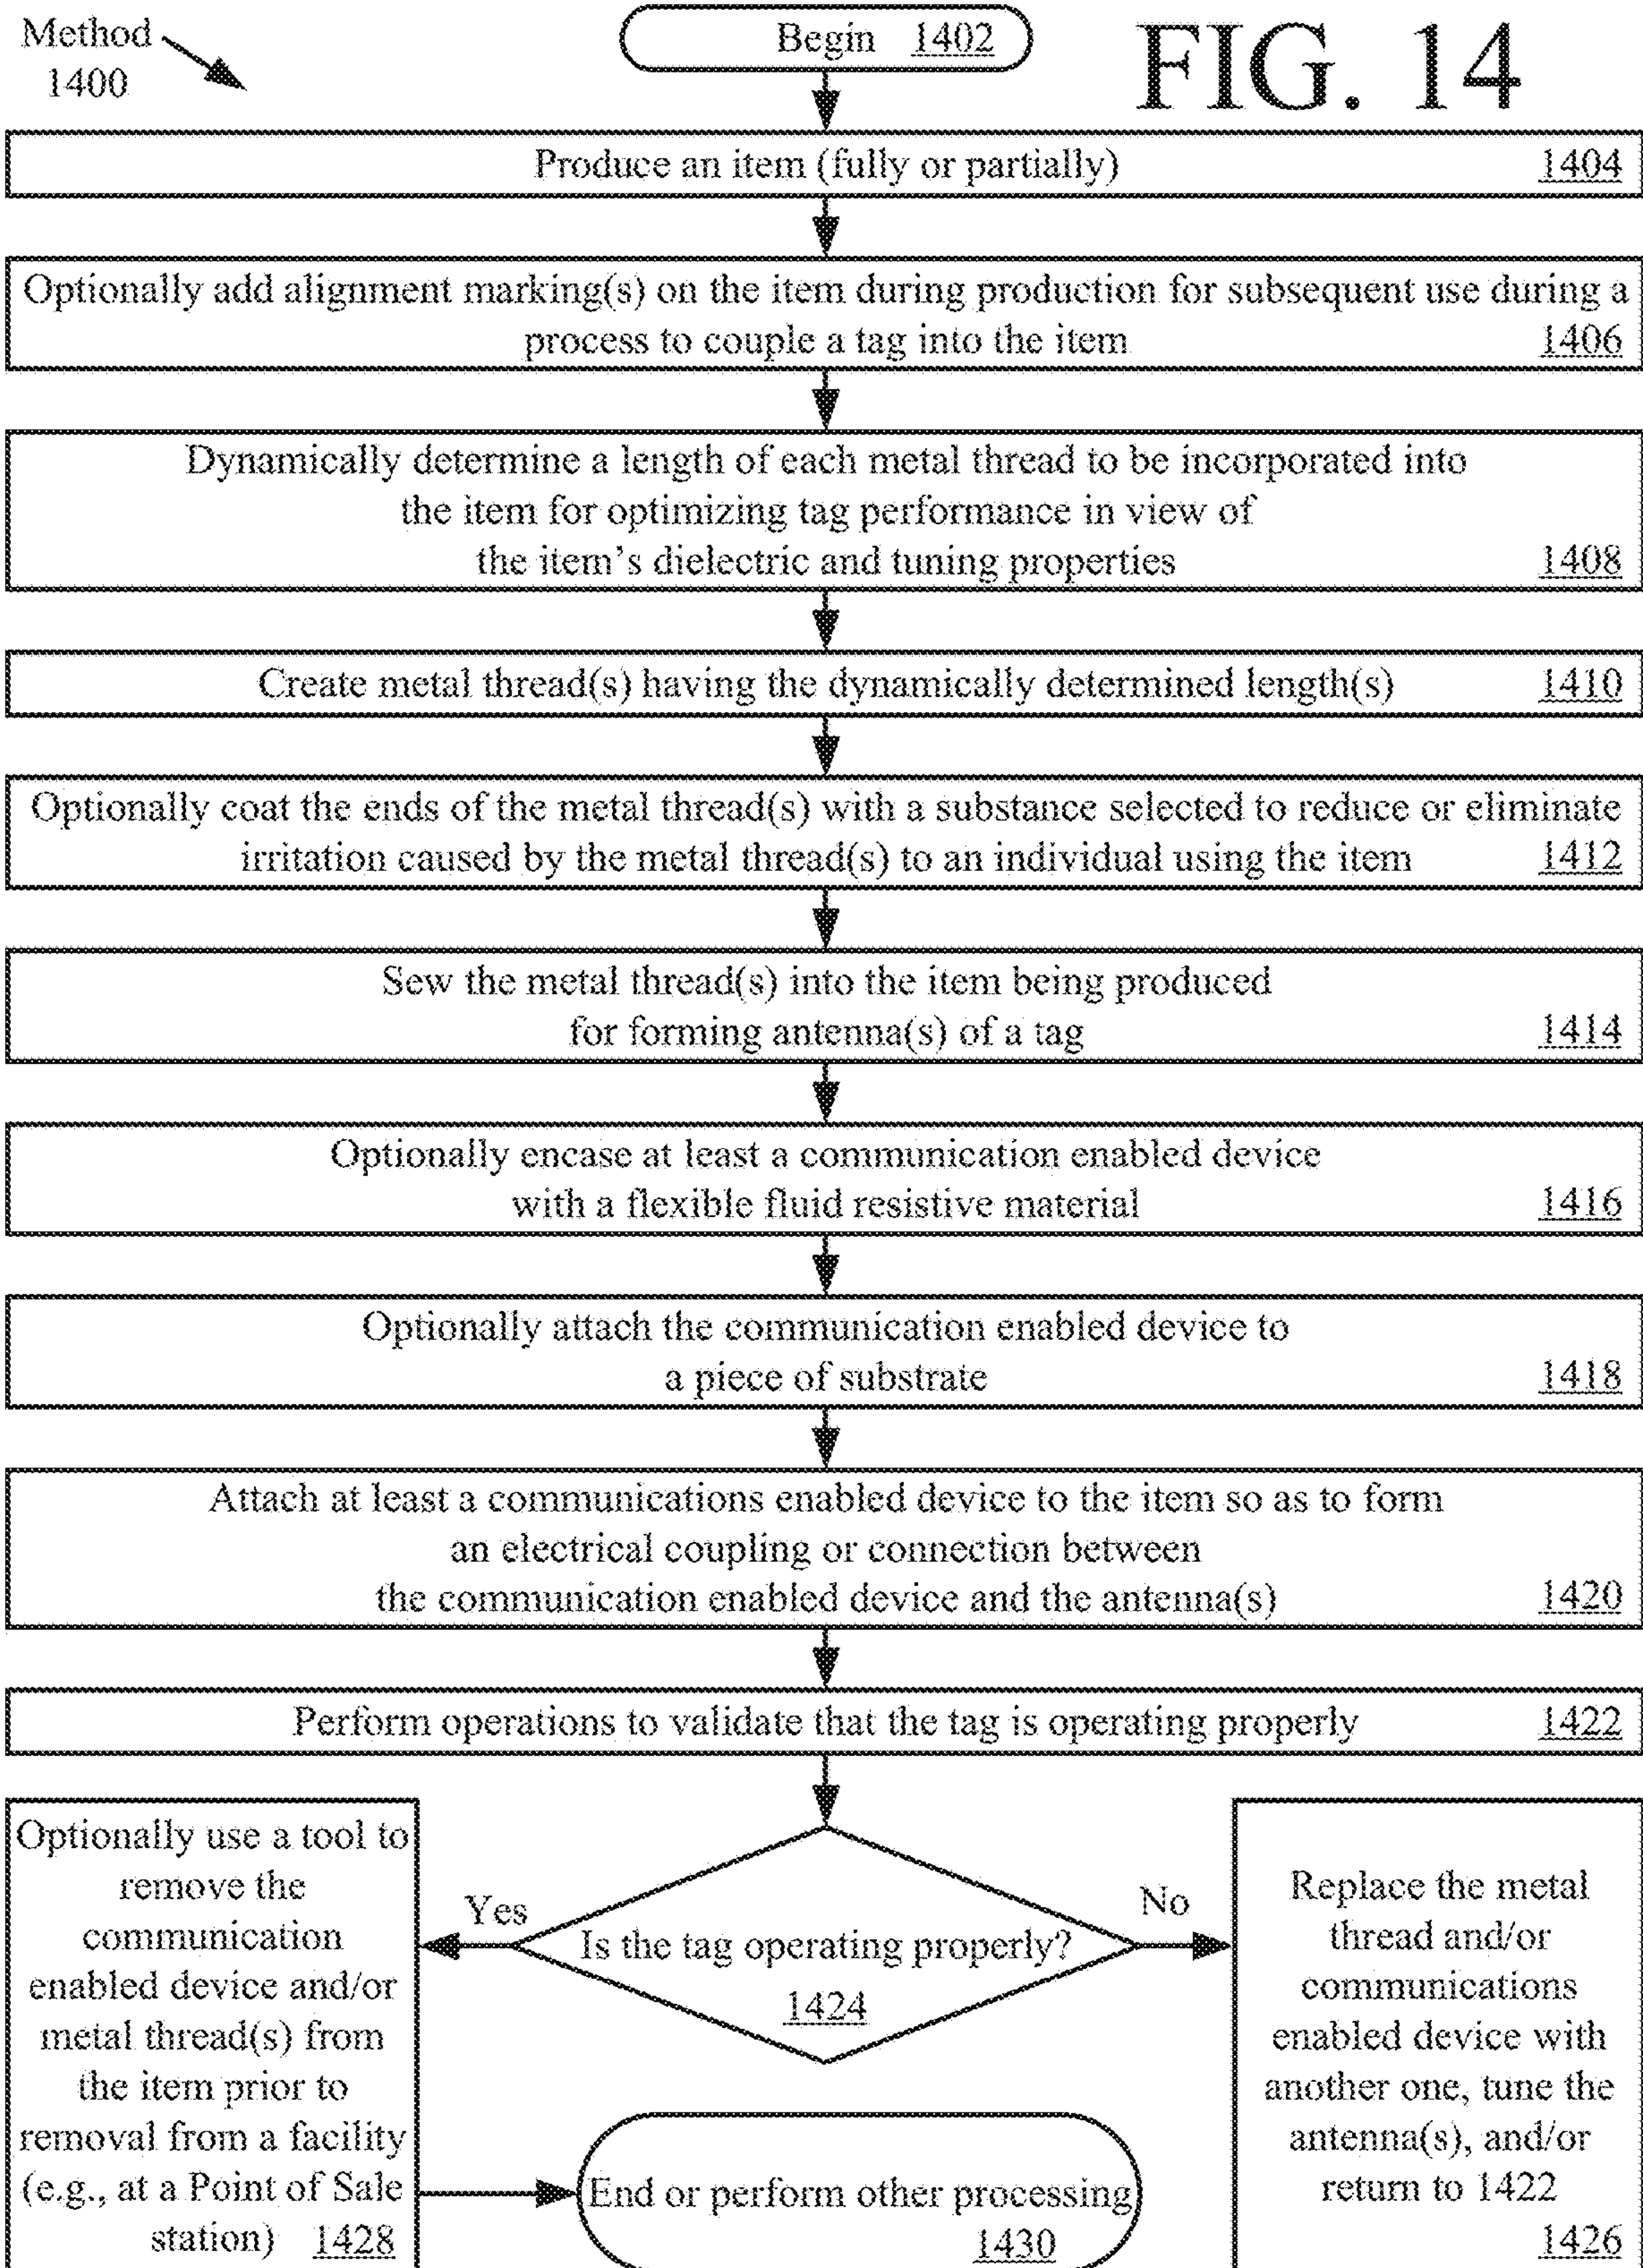 Method
1400
Begin 1402
FIG. 14
Produce an item (fully or partially) 1404
Optionally add alignment marking(s) on the item during production for subsequent use during a
process to couple a tag into the item 1406
Dynamically determine a length of each metal thread to be incorporated into
the item for optimizing tag performance in view of
the item's dielectric and tuning properties 1408
Create metal thread(s) having the dynamically determined length(s) 1410
Optionally coat the ends of the metal thread(s) with a substance selected to reduce or eliminate
irritation caused by the metal thread(s) to an individual using the item 1412
Sew the metal thread(s) into the item being produced
for forming antenna(s) of a tag 1414
Optionally encase at least a communication enabled device
with a flexible fluid resistive material 1416
Optionally attach the communication enabled device to
a piece of substrate 1418
Attach at least a communications enabled device to the item so as to form
an electrical coupling or connection between
the communication enabled device and the antenna(s) 1420
Perform operations to validate that the tag is operating properly 1422
Optionally use a tool to
remove the
communication
enabled device and/or
metal thread(s) from
the item prior to
removal from a facility
(e.g., at a Point of Sale
station) 1428
Yes
Is the tag operating properly?
1424
No
Replace the metal
thread and/or
communications
enabled device with
another one, tune the
antenna(s), and/or
return to 1422
1426
End or perform other processing
1430